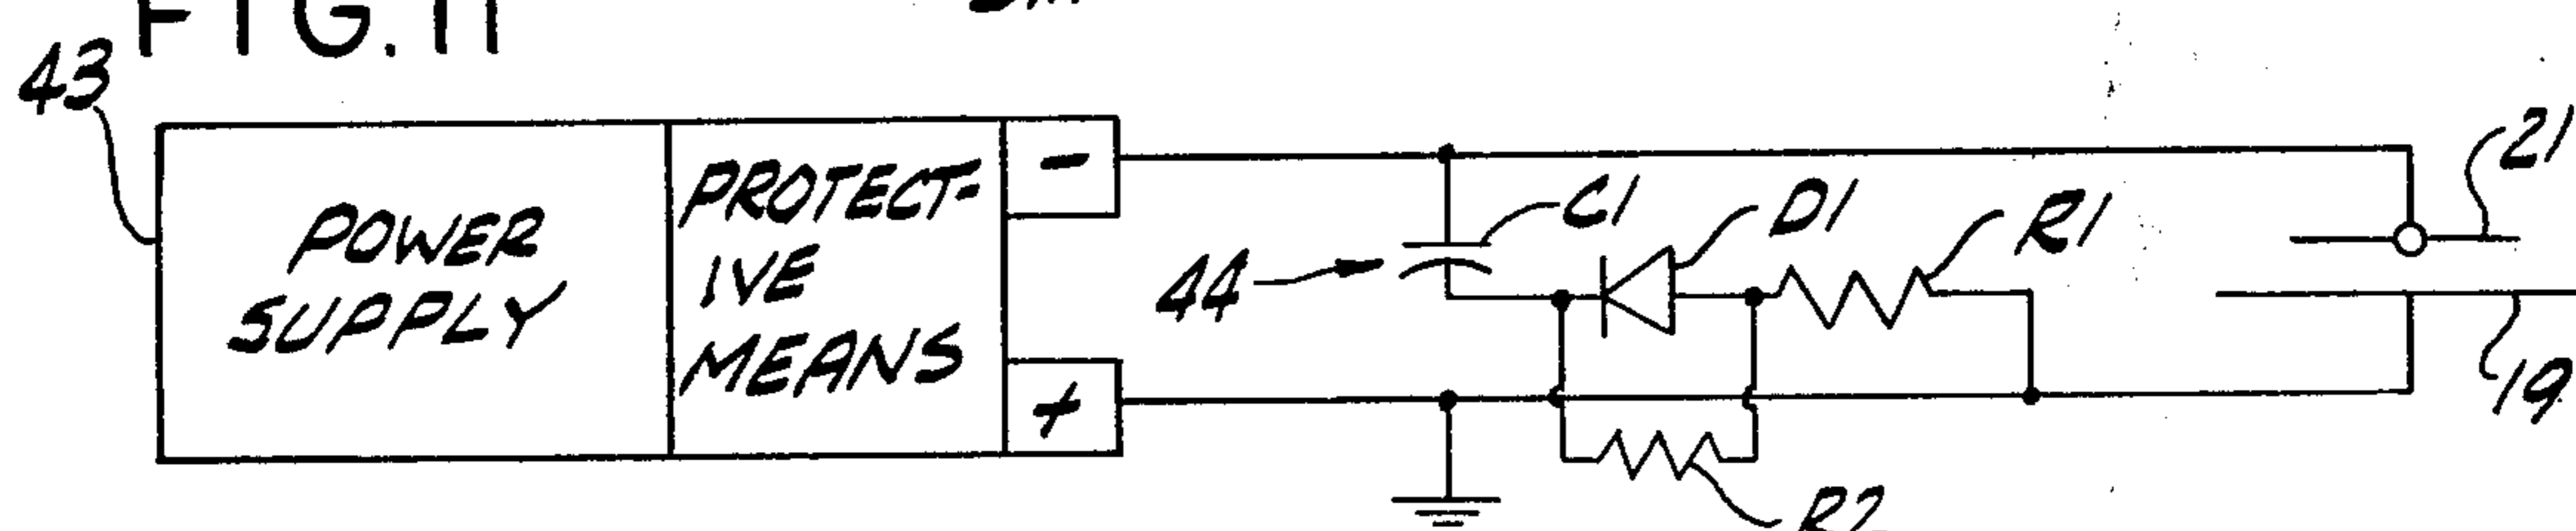 FIG. 11
43
POWER
SUPPLY
PROTECT-
IVE
MEANS
-
+
44
C1
D1
R1
R2
21
19